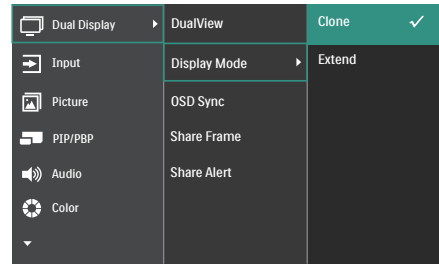 Dual Display
Input
Picture
PIP/PBP
Audio
Color
DualView
Display Mode
OSD Sync
Share Frame
Share Alert
Clone
Extend